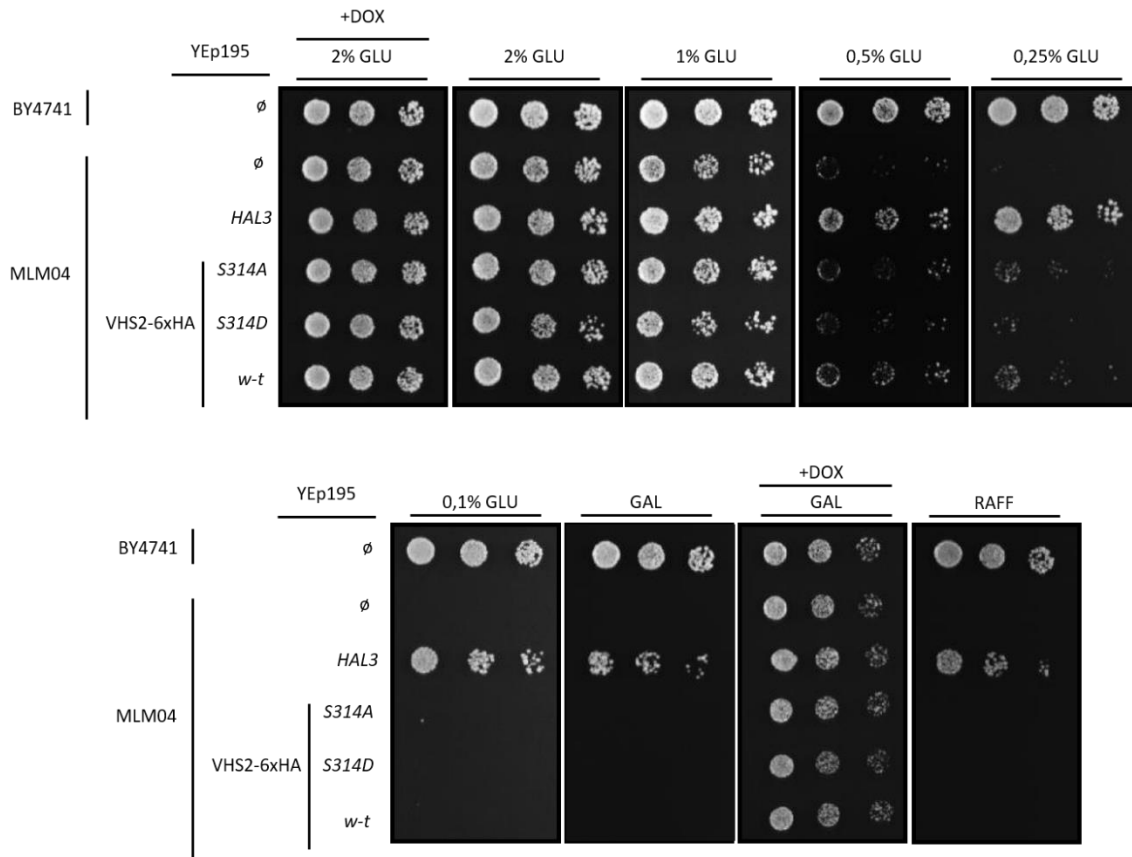 +DOX
YEp195 2% GLU 2% GLU 1% GLU 0,5% GLU 0,25% GLU
BY4741 ø
ø
HAL3
MLM04
S314A
VHS2-6xHA S314D
w-t
+DOX
YEp195 0,1% GLU GAL GAL RAFF
BY4741 ø
ø
HAL3
MLM04 S314A
VHS2-6xHA S314D
w-t